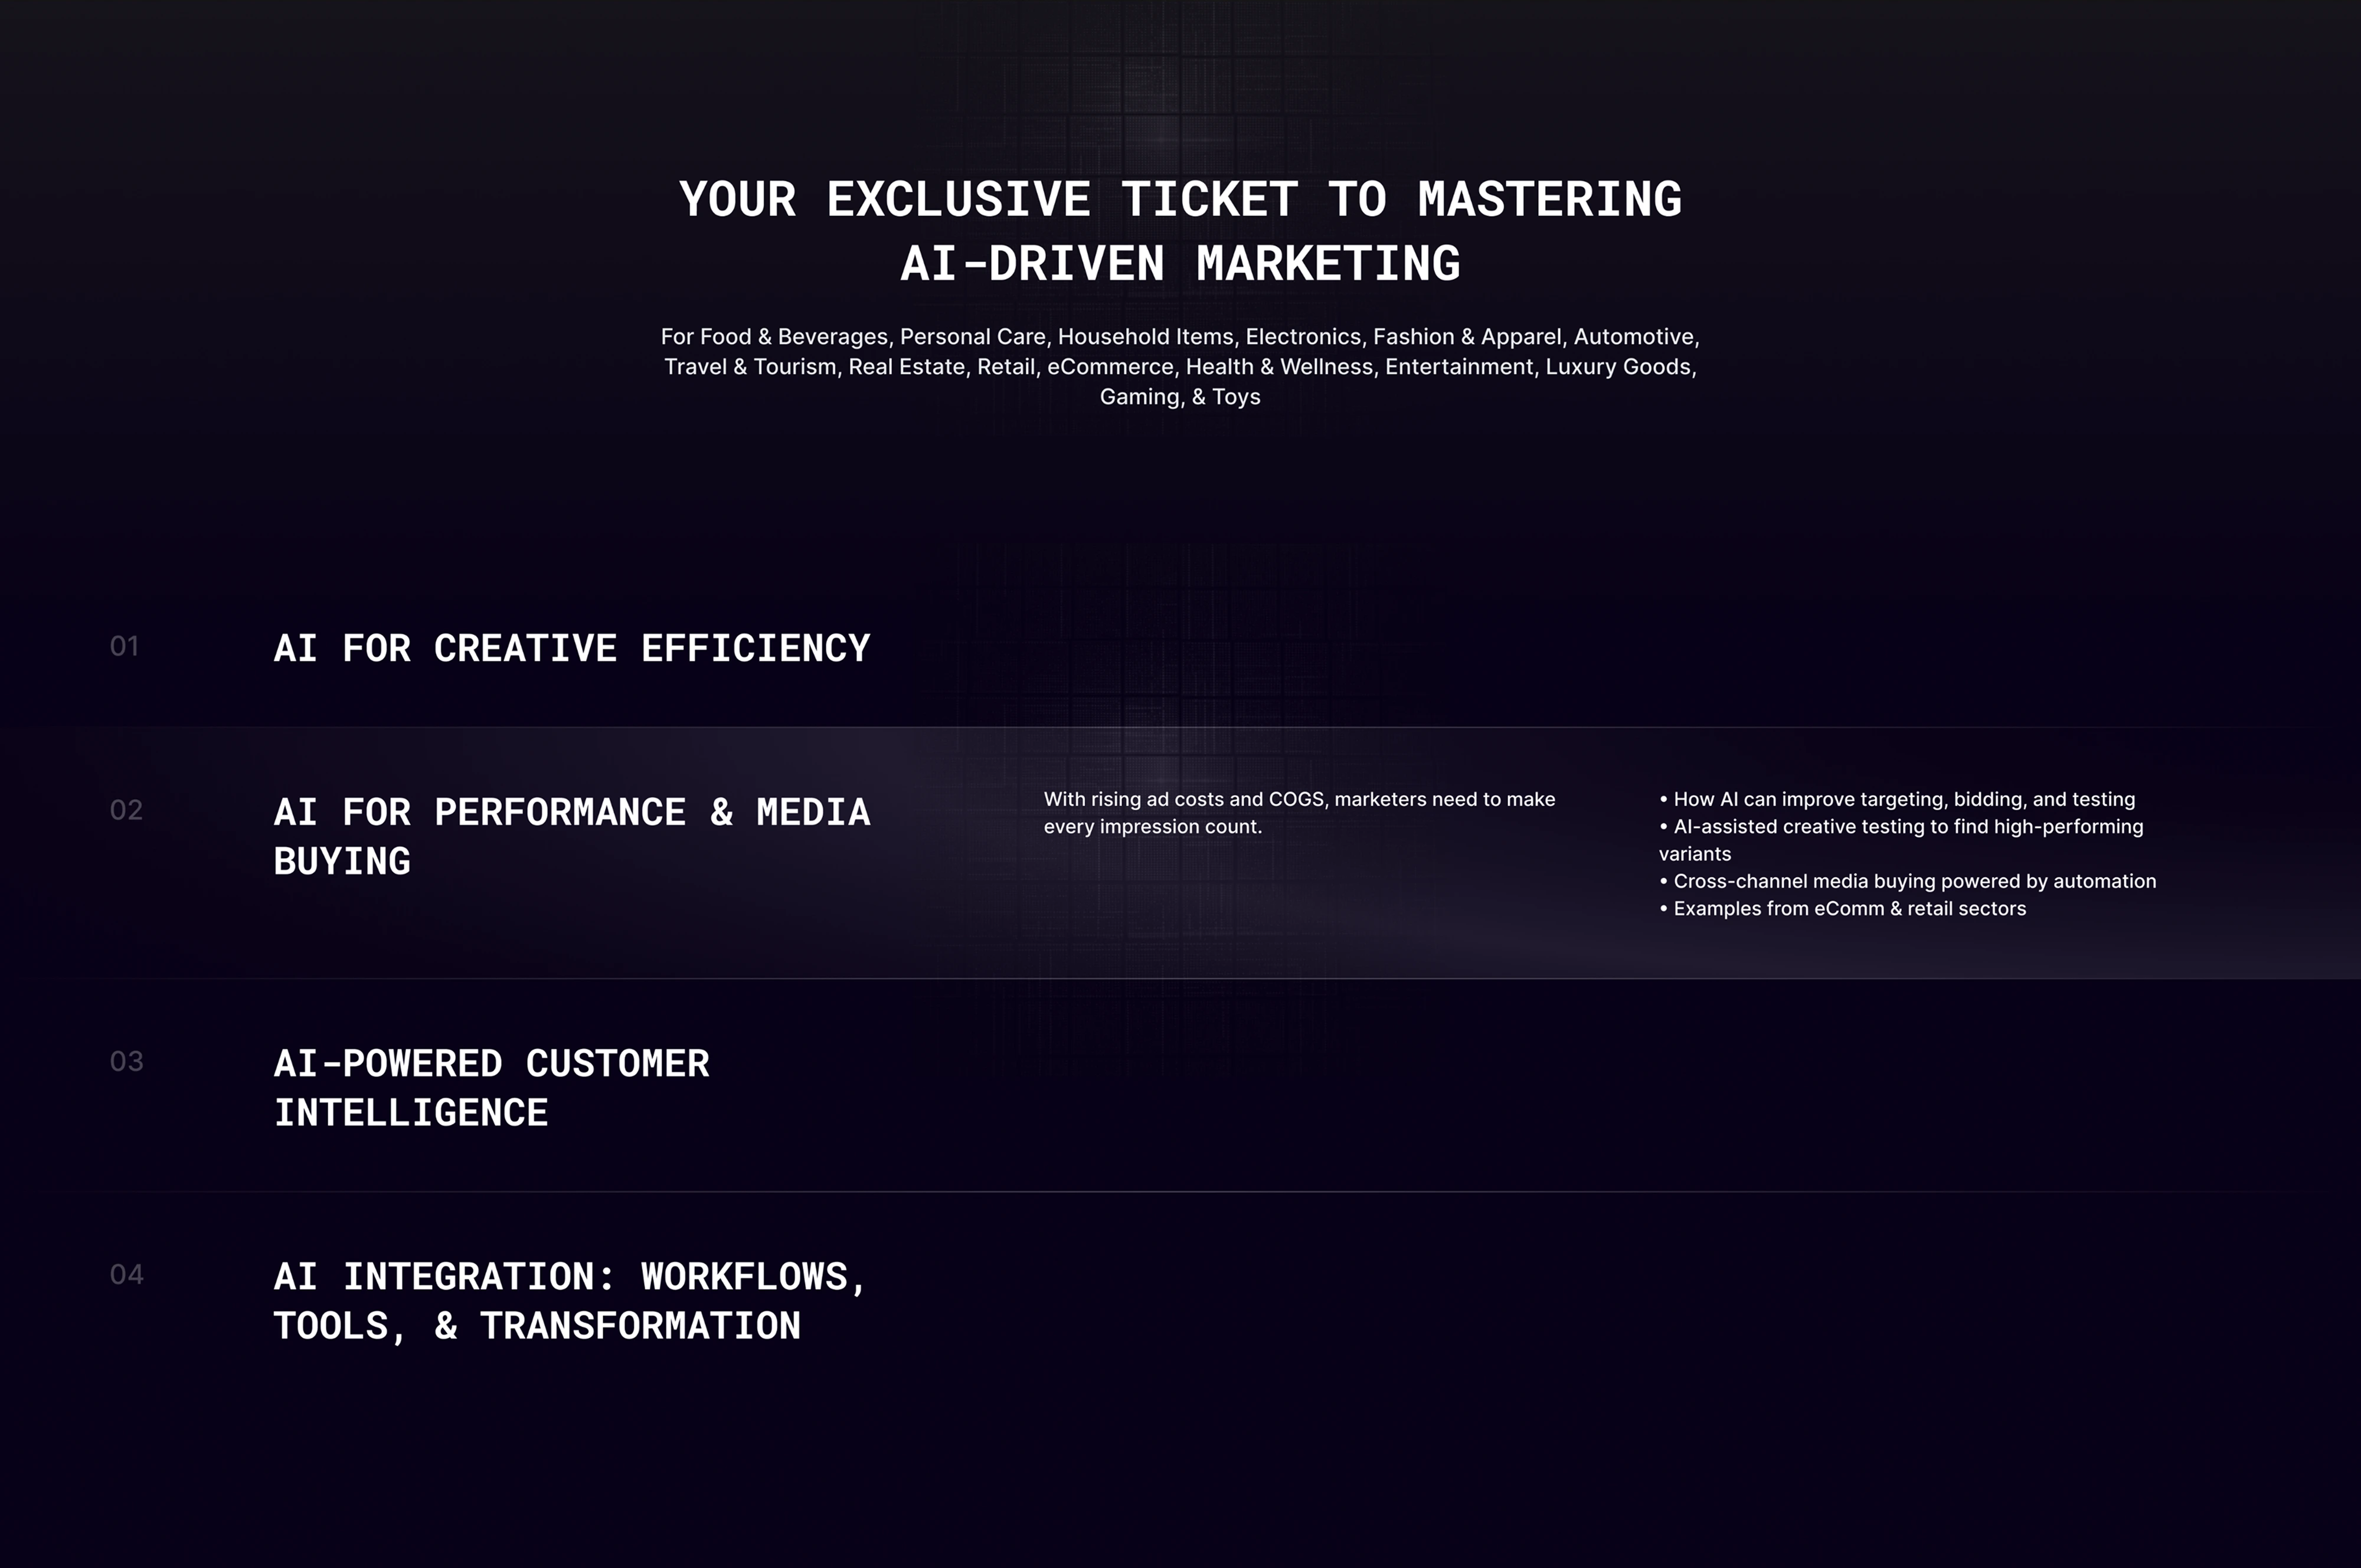 YOUR EXCLUSIVE TICKET TO MASTERING
AI-DRIVEN MARKETING
For Food & Beverages, Personal Care, Household Items, Electronics, Fashion & Apparel, Automotive,
Travel & Tourism, Real Estate, Retail, eCommerce, Health & Wellness, Entertainment, Luxury Goods,
Gaming, & Toys
01
AI FOR CREATIVE EFFICIENCY
02
AI FOR PERFORMANCE & MEDIA
BUYING
With rising ad costs and COGS, marketers need to make
every impression count.
• How AI can improve targeting, bidding, and testing
• AI-assisted creative testing to find high-performing
variants
• Cross-channel media buying powered by automation
• Examples from eComm & retail sectors
03
AI-POWERED CUSTOMER
INTELLIGENCE
04
AI INTEGRATION: WORKFLOWS,
TOOLS, & TRANSFORMATION